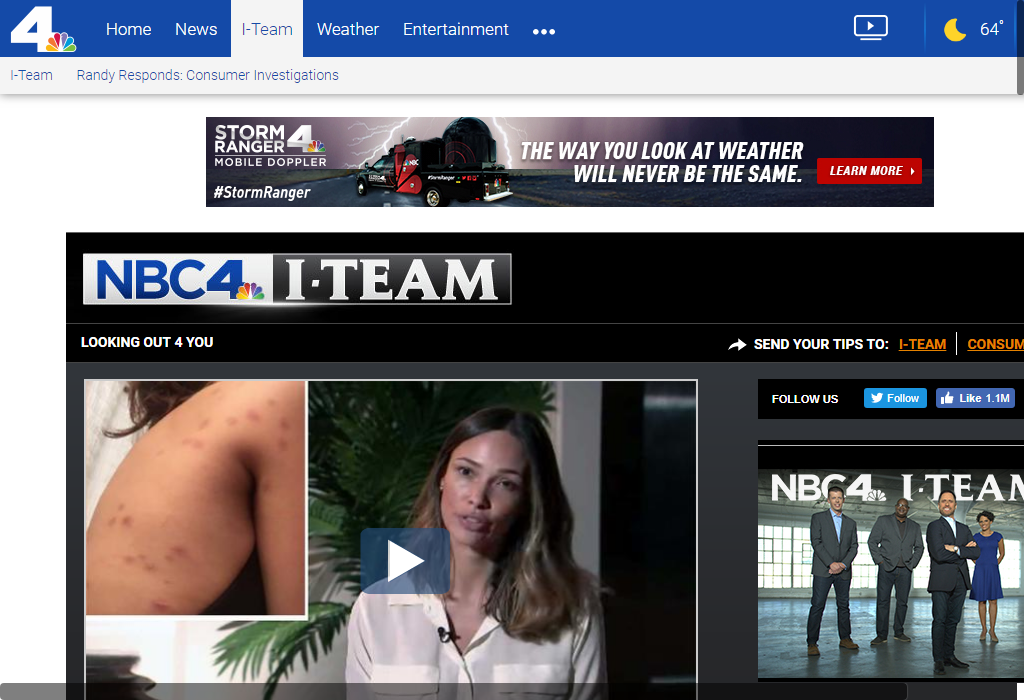 4 Home News I-Team Weather Entertainment ••• 64°
I-Team Randy Responds: Consumer Investigations
STORM
RANGER 4
MOBILE DOPPLER
#StormRanger
THE WAY YOU LOOK AT WEATHER
WILL NEVER BE THE SAME.
LEARN MORE
NBC4 I·TEAM
LOOKING OUT 4 YOU
SEND YOUR TIPS TO: I-TEAM CONSUM
FOLLOW US Follow Like 1.1M
NBC4 I·TEAM